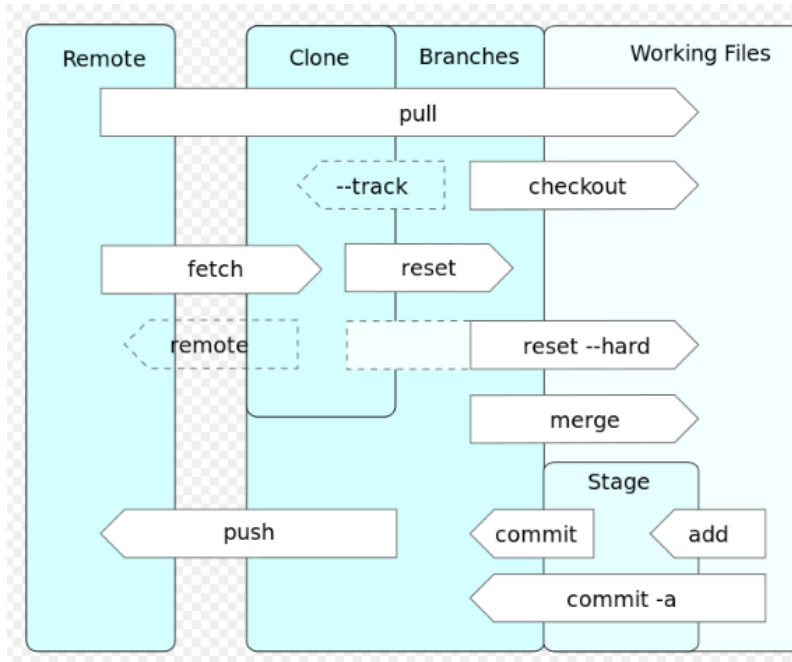 Remote
Clone
Branches
Working Files
pull
--track
checkout
fetch
reset
remote
reset --hard
merge
Stage
push
commit
add
commit -a